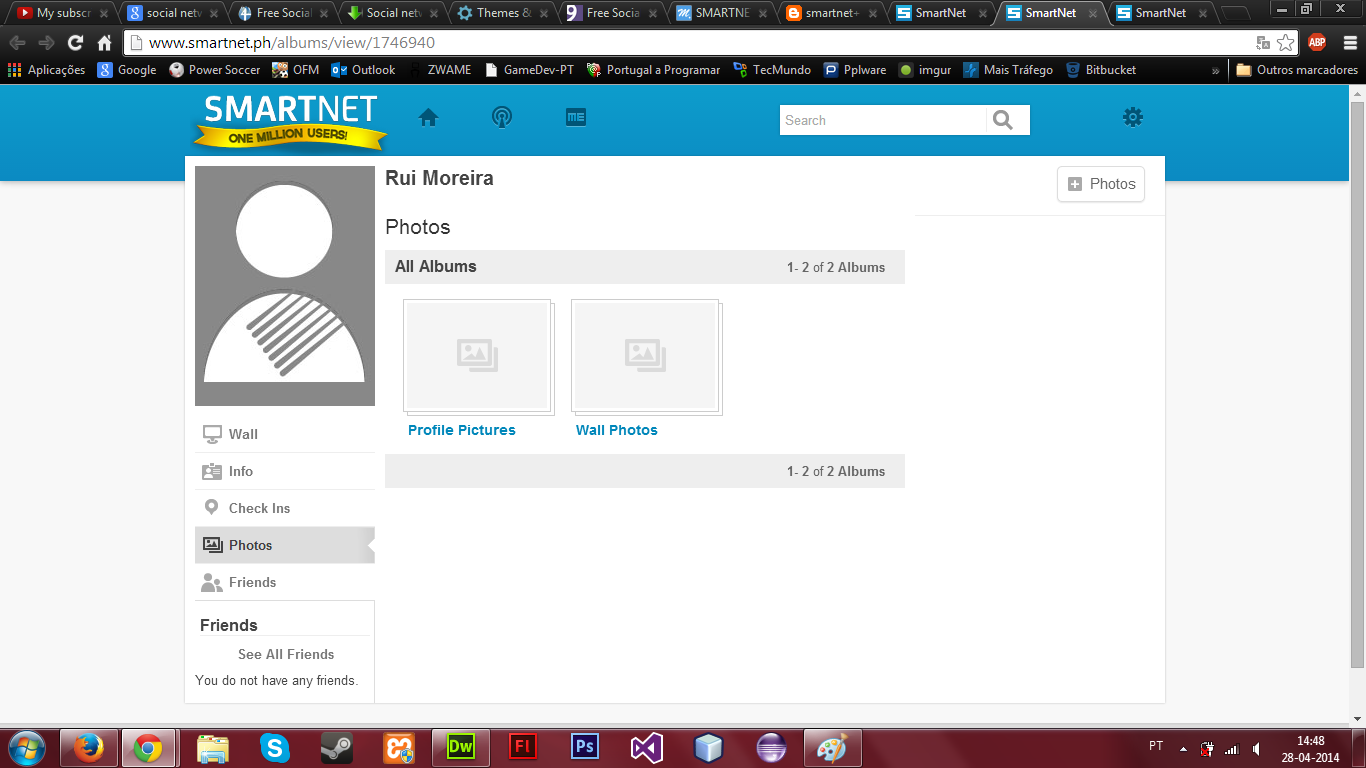 My subscr
social netw
Free Social
Social netw
Themes &
Free Socia
SMARTNE
smartnet+
SmartNet
SmartNet
SmartNet
www.smartnet.ph/albums/view/1746940
ABP
Aplicações
Google
Power Soccer
OFM
Outlook
ZWAME
GameDev-PT
Portugal a Programar
TecMundo
Pplware
imgur
Mais Tráfego
Bitbucket
»
Outros marcadores
SMARTNET
ONE MILLION USERS!
ME
Search
Rui Moreira
Photos
Photos
All Albums
1- 2 of 2 Albums
Profile Pictures
Wall Photos
1- 2 of 2 Albums
Wall
Info
Check Ins
Photos
Friends
Friends
See All Friends
You do not have any friends.
Dw
Fl
Ps
PT
14:48
28-04-2014